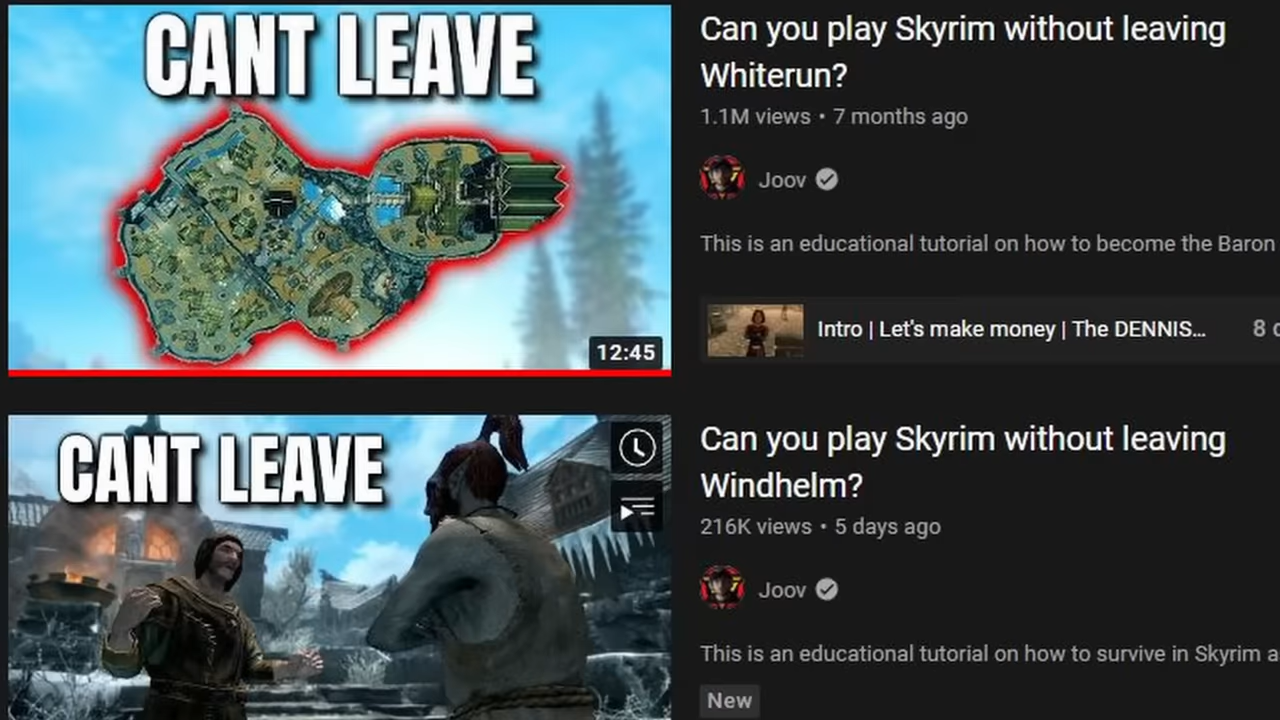 CANT LEAVE
12:45
Can you play Skyrim without leaving
Whiterun?
1.1M views • 7 months ago
Joov
This is an educational tutorial on how to become the Baron
Intro | Let's make money | The DENNIS...
8
CANT LEAVE
Can you play Skyrim without leaving
Windhelm?
216K views • 5 days ago
Joov
This is an educational tutorial on how to survive in Skyrim a
New